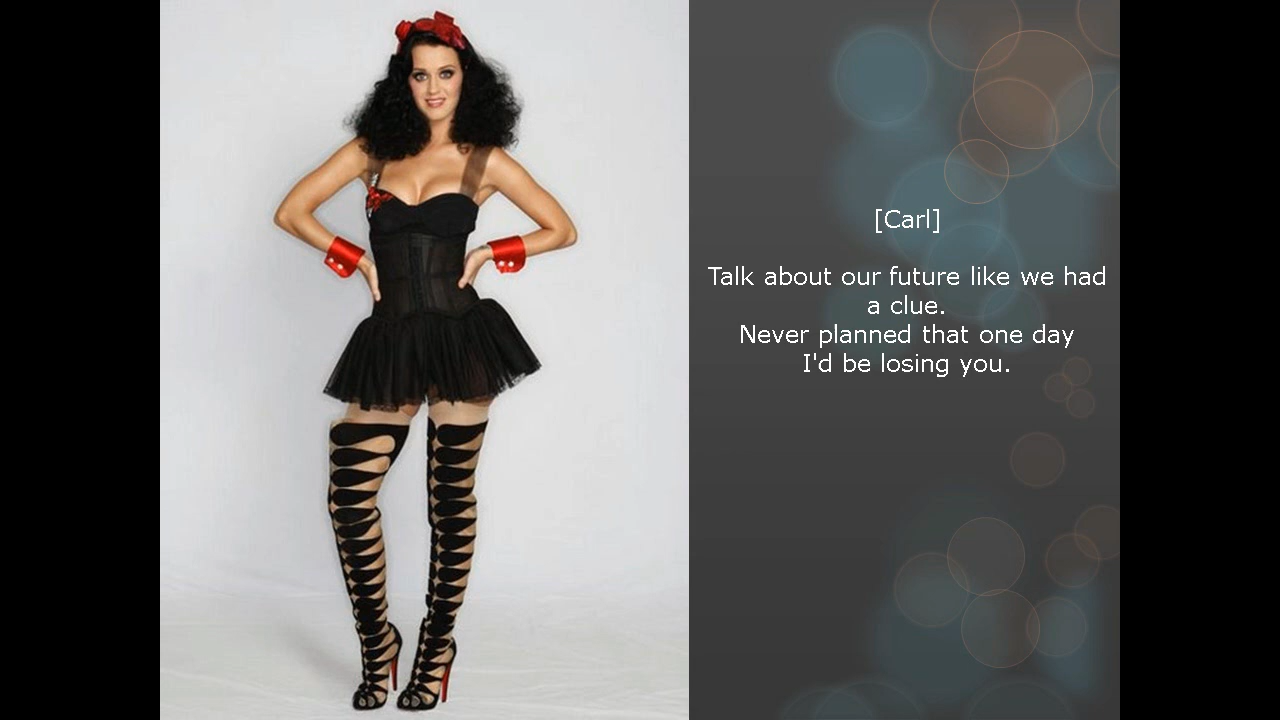 [Carl]
Talk about our future like we had
a clue.
Never planned that one day
I'd be losing you.